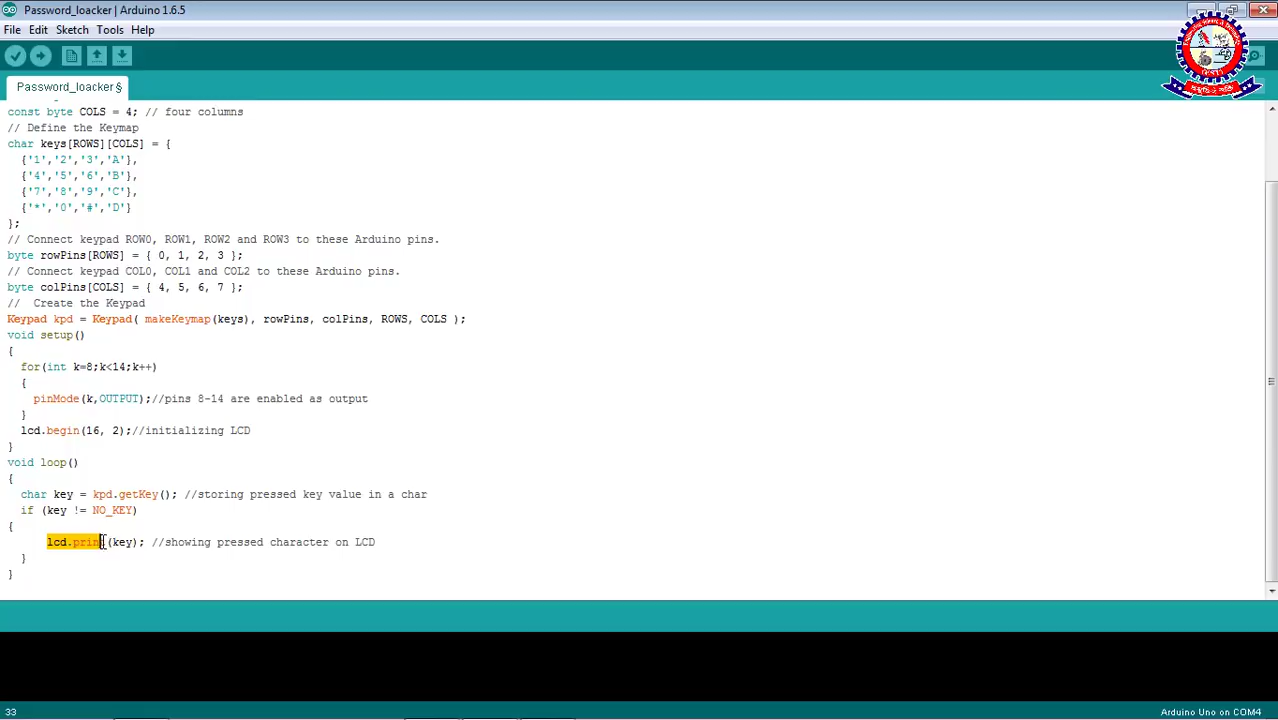 Password_loacker | Arduino 1.6.5
File Edit Sketch Tools Help
Password_loacker §
const byte COLS = 4; // four columns
// Define the Keymap
char keys[ROWS][COLS] = {
{'1','2','3','A'},
{'4','5','6','B'},
{'7','8','9','C'},
{'*','0','#','D'}
};
// Connect keypad ROW0, ROW1, ROW2 and ROW3 to these Arduino pins.
byte rowPins[ROWS] = { 0, 1, 2, 3 };
// Connect keypad COL0, COL1 and COL2 to these Arduino pins.
byte colPins[COLS] = { 4, 5, 6, 7 };
//  Create the Keypad
Keypad kpd = Keypad( makeKeymap(keys), rowPins, colPins, ROWS, COLS );
void setup()
{
for(int k=8;k<14;k++)
{
pinMode(k,OUTPUT);//pins 8-14 are enabled as output
}
lcd.begin(16, 2);//initializing LCD
}
void loop()
{
char key = kpd.getKey(); //storing pressed key value in a char
if (key != NO_KEY)
{
lcd.print(key); //showing pressed character on LCD
}
}
33
Arduino Uno on COM4